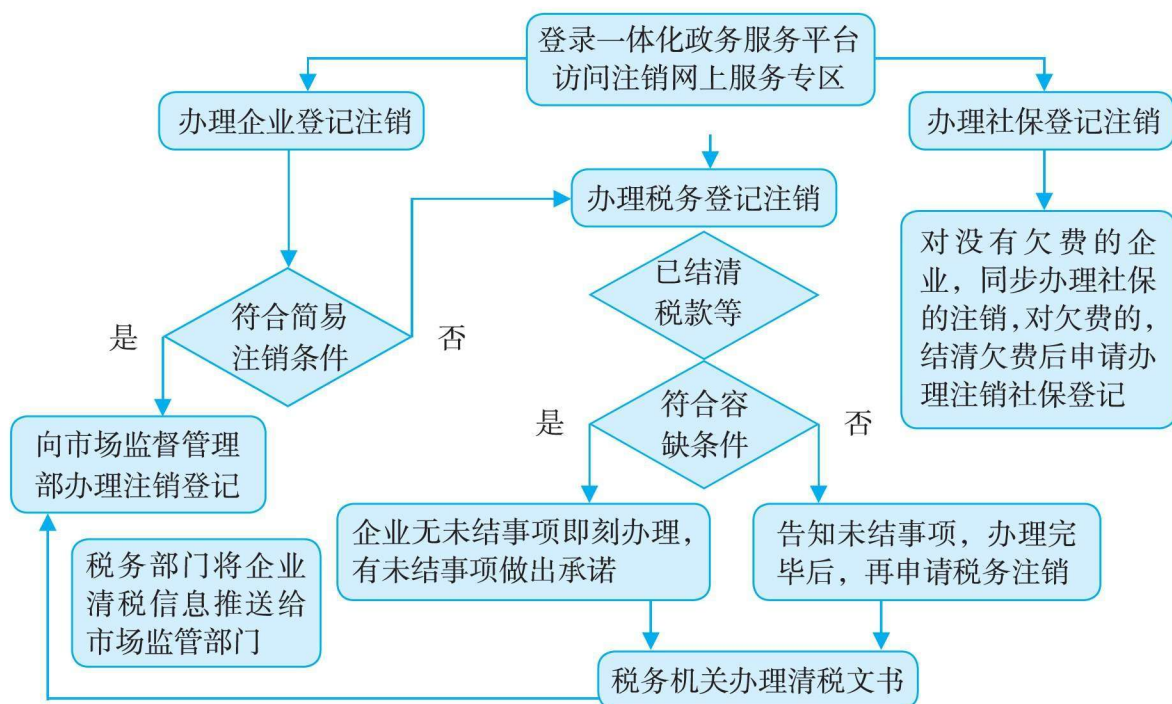 登录一体化政务服务平台
访问注销网上服务专区
办理企业登记注销
办理社保登记注销
办理税务登记注销
对没有欠费的企
业，同步办理社保
的注销,对欠费的，
结清欠费后申请办
理注销社保登记
已结清
税款等
是
符合简易
注销条件
否
是
符合容
缺条件
否
向市场监督管理
部办理注销登记
企业无未结事项即刻办理，
有未结事项做出承诺
告知未结事项，办理完
毕后，再申请税务注销
税务部门将企业
清税信息推送给
市场监管部门
税务机关办理清税文书